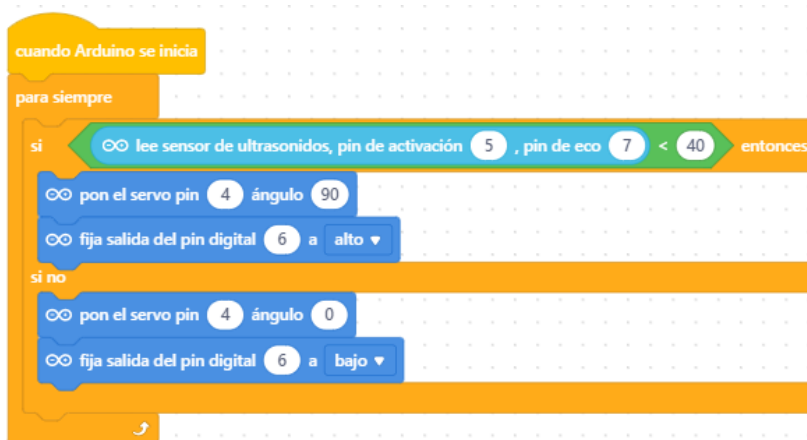 cuando Arduino se inicia
para siempre
si lee sensor de ultrasonidos, pin de activación 5 , pin de eco 7 < 40 entonces
pon el servo pin 4 ángulo 90
fija salida del pin digital 6 a alto
si no
pon el servo pin 4 ángulo 0
fija salida del pin digital 6 a bajo